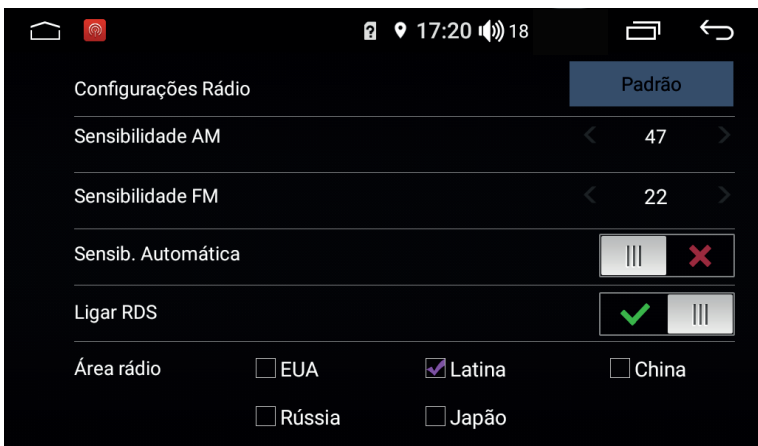 17:20 18
Configurações Rádio Padrão
Sensibilidade AM 47
Sensibilidade FM 22
Sensib. Automática
Ligar RDS
Área rádio EUA Latina China
Rússia Japão